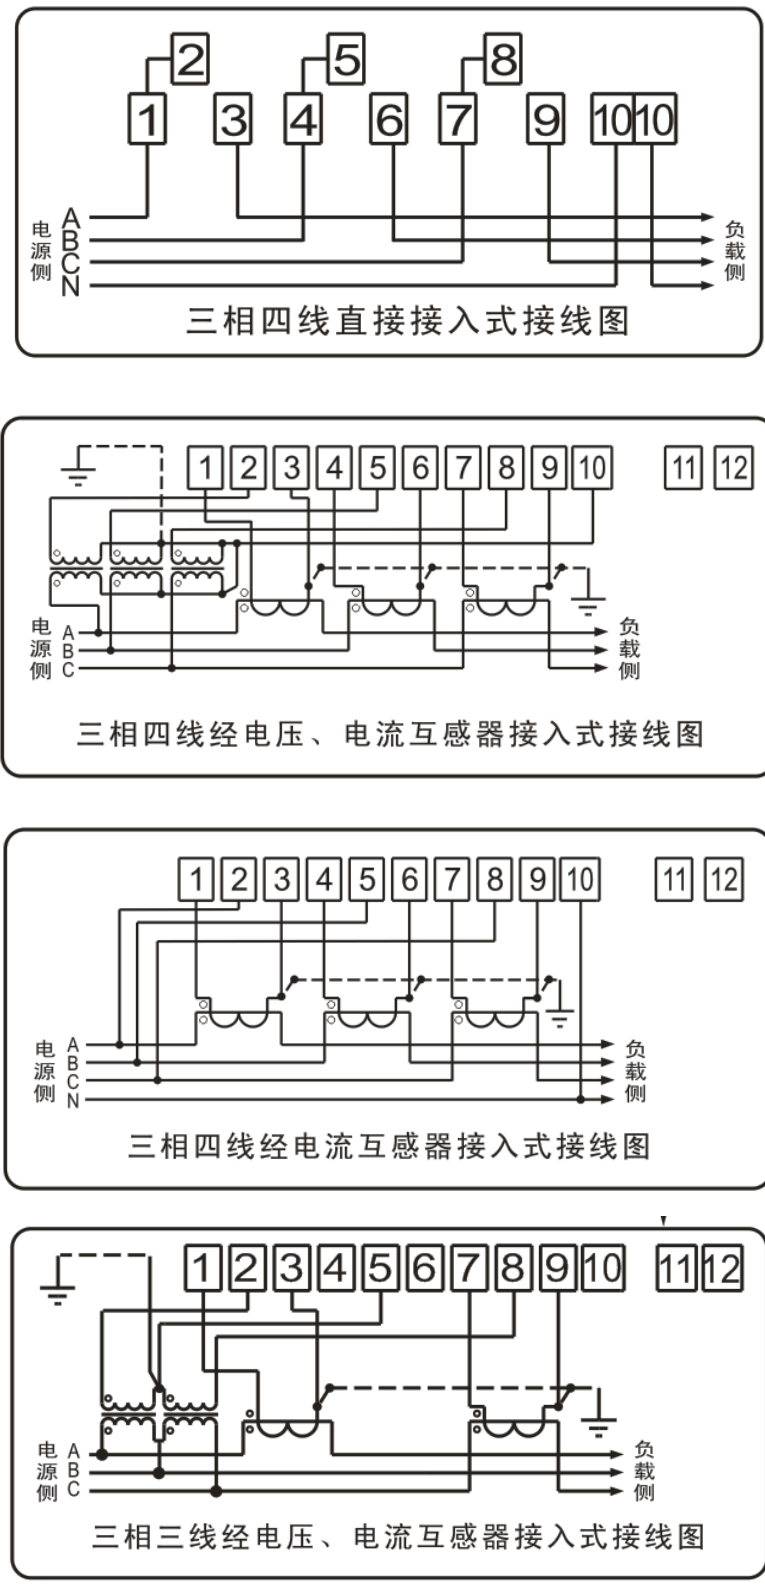 2 5 8
1 3 4 6 7 9 10 10
电源侧 A B C N 负载侧
三相四线直接接入式接线图
1 2 3 4 5 6 7 8 9 10 11 12
电源侧 A B C 负载侧
三相四线经电压、电流互感器接入式接线图
1 2 3 4 5 6 7 8 9 10 11 12
电源侧 A B C N 负载侧
三相四线经电流互感器接入式接线图
1 2 3 4 5 6 7 8 9 10 11 12
电源侧 A B C 负载侧
三相三线经电压、电流互感器接入式接线图